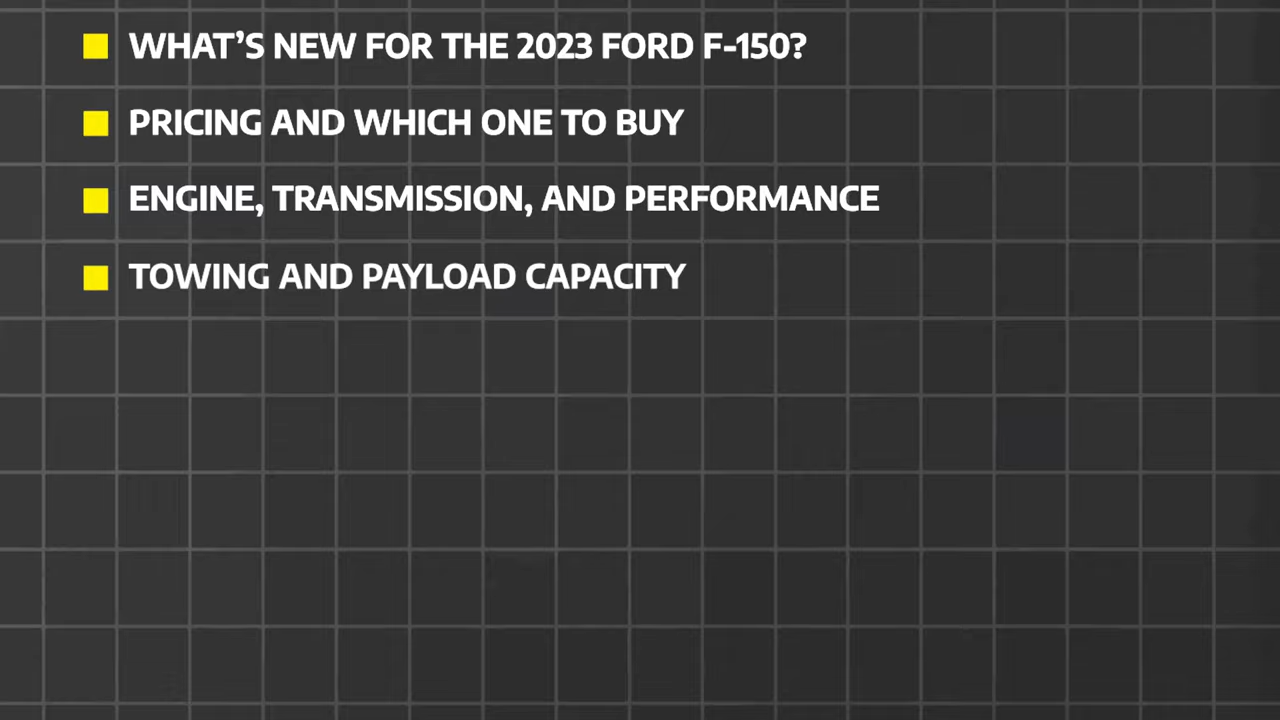 WHAT’S NEW FOR THE 2023 FORD F-150?
PRICING AND WHICH ONE TO BUY
ENGINE, TRANSMISSION, AND PERFORMANCE
TOWING AND PAYLOAD CAPACITY